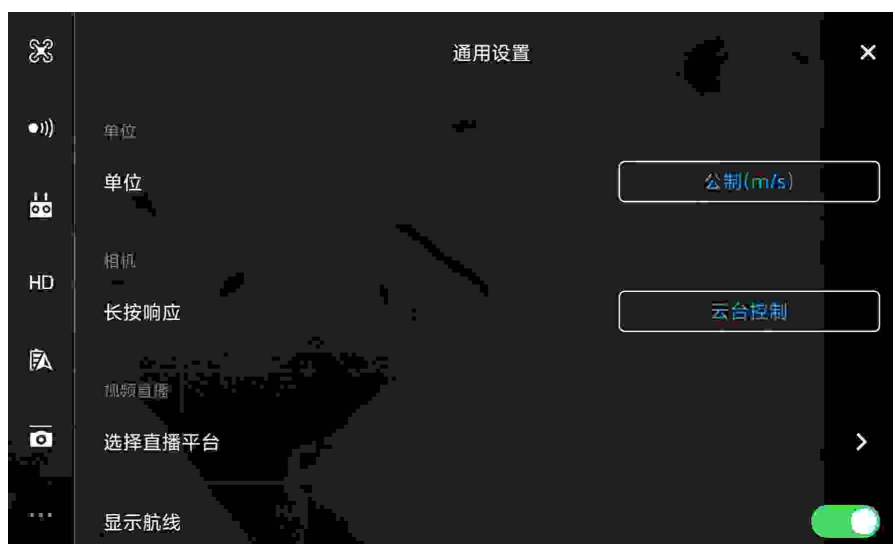 通用设置
单位
单位
公制(m/s)
相机
长按响应
云台控制
HD
视频直播
选择直播平台
显示航线